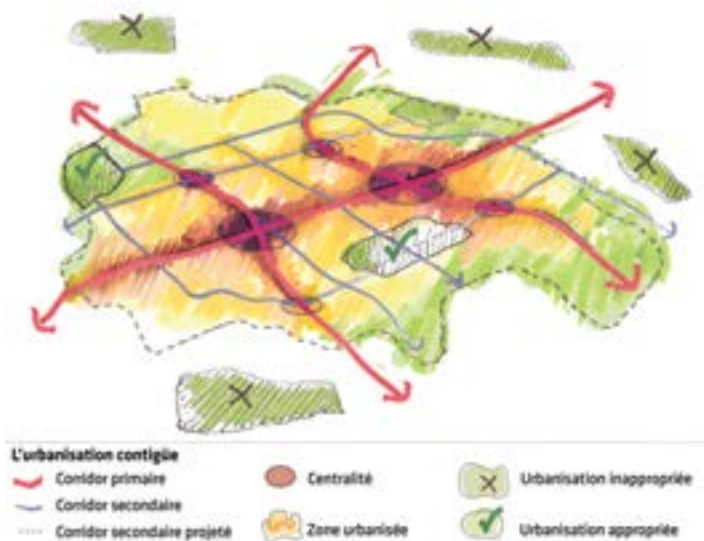 L'urbanisation contigüe
Corridor primaire
Corridor secondaire
Corridor secondaire projeté
Centralité
Zone urbanisée
Urbanisation inappropriée
Urbanisation appropriée